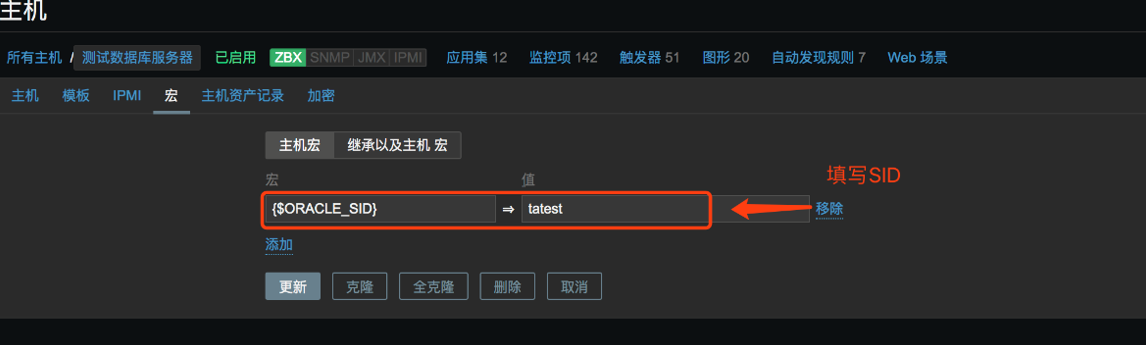 主机
所有主机 / 测试数据库服务器 已启用 ZBX SNMP JMX IPMI 应用集 12 监控项 142 触发器 51 图形 20 自动发现规则 7 Web 场景
主机 模板 IPMI 宏 主机资产记录 加密
主机宏 继承以及主机 宏
宏 值 填写SID
{$ORACLE_SID} ⇒ tatest 移除
添加
更新 克隆 全克隆 删除 取消